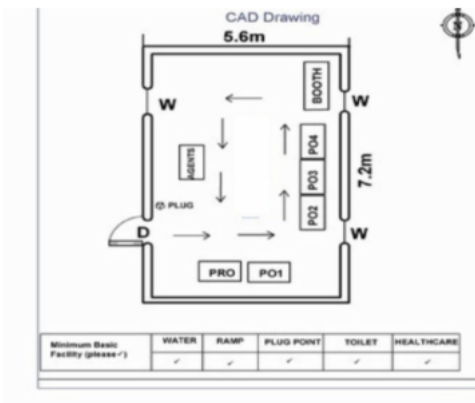 CAD Drawing
5.6m
W
BOOTH
W
PO4
AGENTS
PO3
7.2m
PO2
PLUG
D
W
PRO
PO1
Minimum Basic
Facility (please✓)
WATER
RAMP
PLUG POINT
TOILET
HEALTHCARE
✓
✓
✓
✓
✓